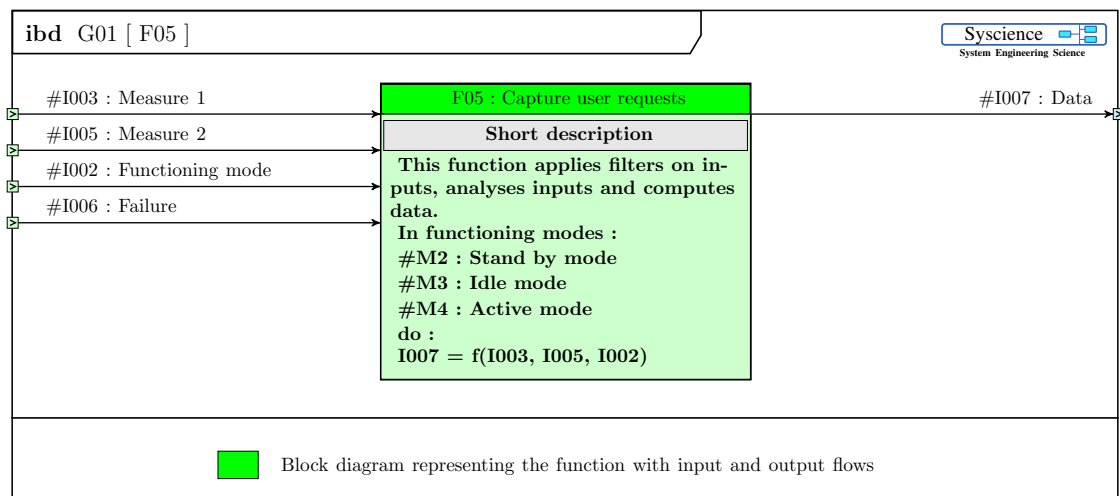 ibd G01 [ F05 ]
Syscience
System Engineering Science
#I003 : Measure 1
F05 : Capture user requests
#I007 : Data
#I005 : Measure 2
Short description
#I002 : Functioning mode
This function applies filters on in-
puts, analyses inputs and computes
data.
#I006 : Failure
In functioning modes :
#M2 : Stand by mode
#M3 : Idle mode
#M4 : Active mode
do :
I007 = f(I003, I005, I002)
Block diagram representing the function with input and output flows